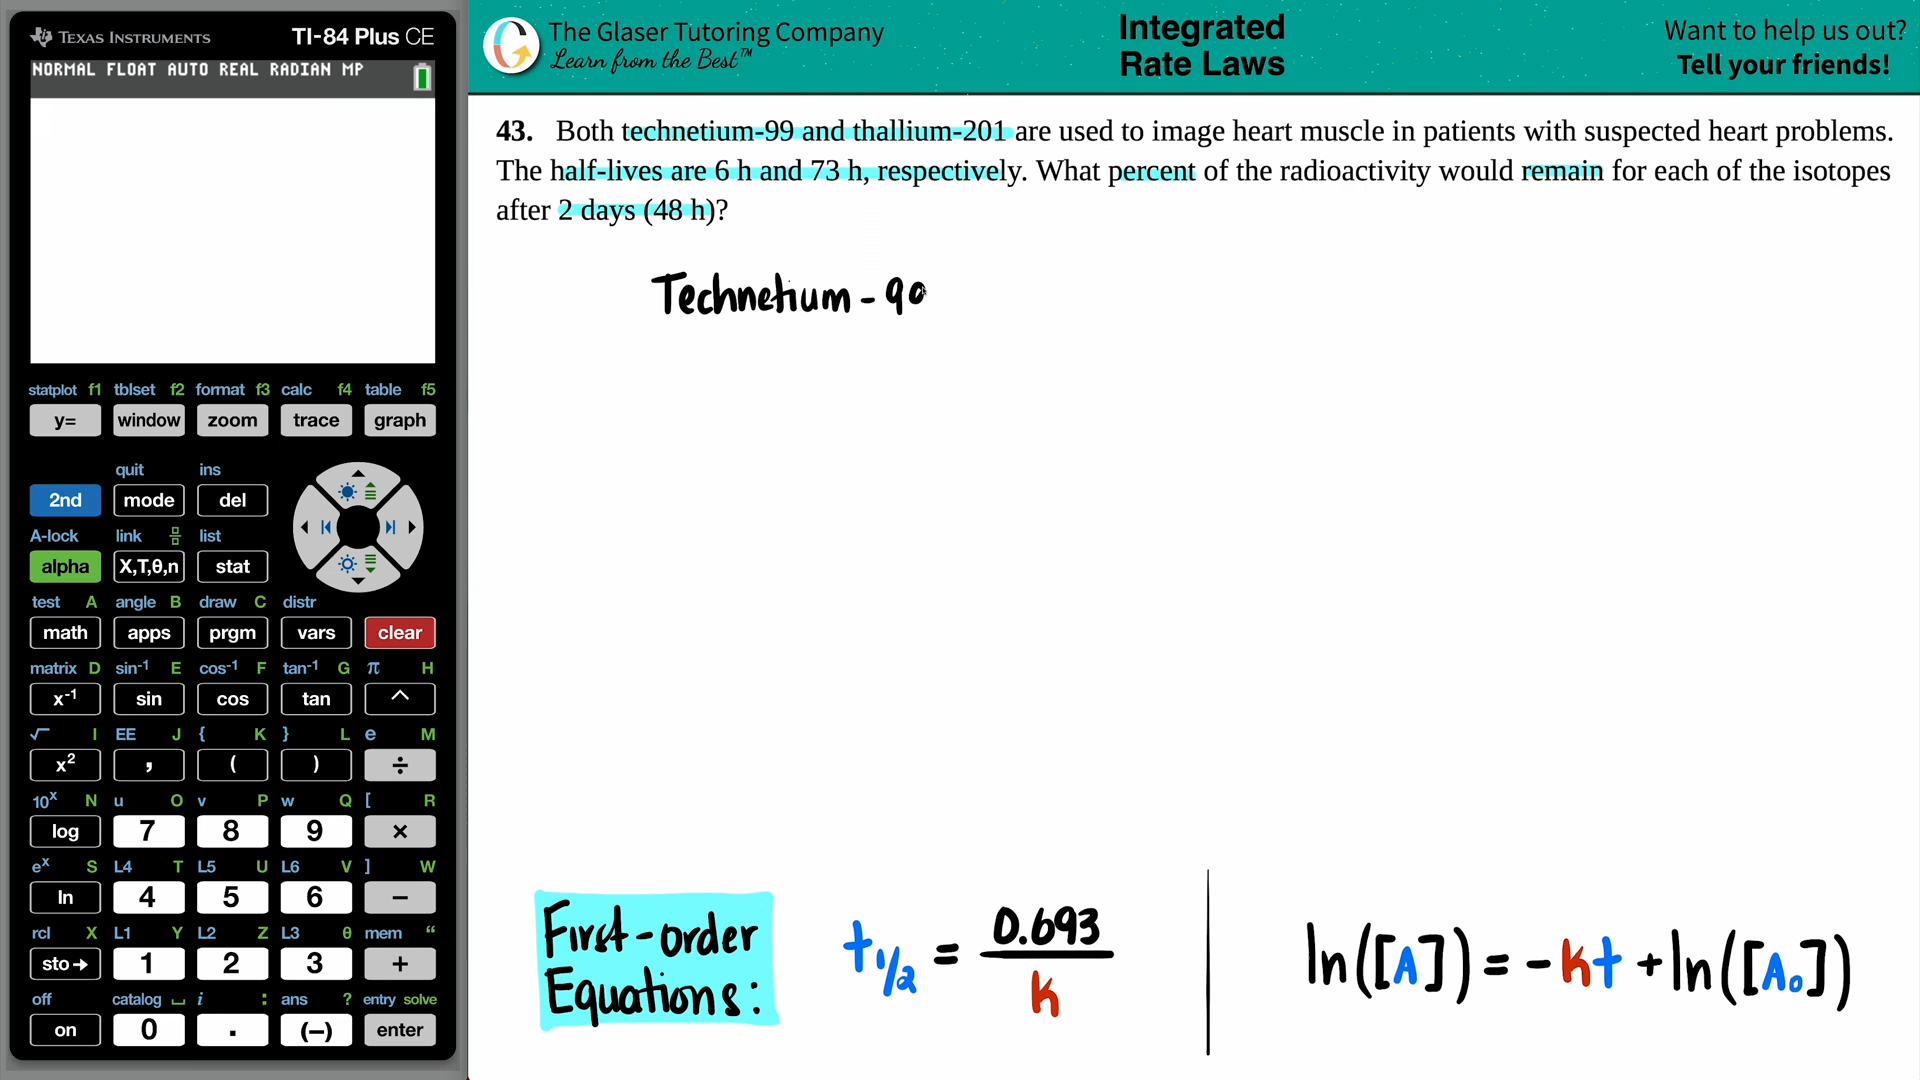 TEXAS INSTRUMENTS TI-84 Plus CE
NORMAL FLOAT AUTO REAL RADIAN MP
statplot f1 tblset f2 format f3 calc f4 table f5
y= window zoom trace graph
quit ins
2nd mode del
A-lock link list
alpha X,T,θ,n stat
test A angle B draw C distr
math apps prgm vars clear
matrix D sin⁻¹ E cos⁻¹ F tan⁻¹ G π H
x⁻¹ sin cos tan ^
√ I EE J { K } L e M
x² , ( ) ÷
10ˣ N u O v P w Q [ R
log 7 8 9 ×
eˣ S L4 T L5 U L6 V ] W
ln 4 5 6 −
rcl X L1 Y L2 Z L3 θ mem “
sto→ 1 2 3 +
off catalog ⎵ i : ans ? entry solve
on 0 . (−) enter
The Glaser Tutoring Company
Learn from the Best™
Integrated
Rate Laws
Want to help us out?
Tell your friends!
43. Both technetium-99 and thallium-201 are used to image heart muscle in patients with suspected heart problems.
The half-lives are 6 h and 73 h, respectively. What percent of the radioactivity would remain for each of the isotopes
after 2 days (48 h)?
Technetium - 90
First-order
Equations:
t1/2 = 0.693 / k
ln([A]) = -kt + ln([A₀])